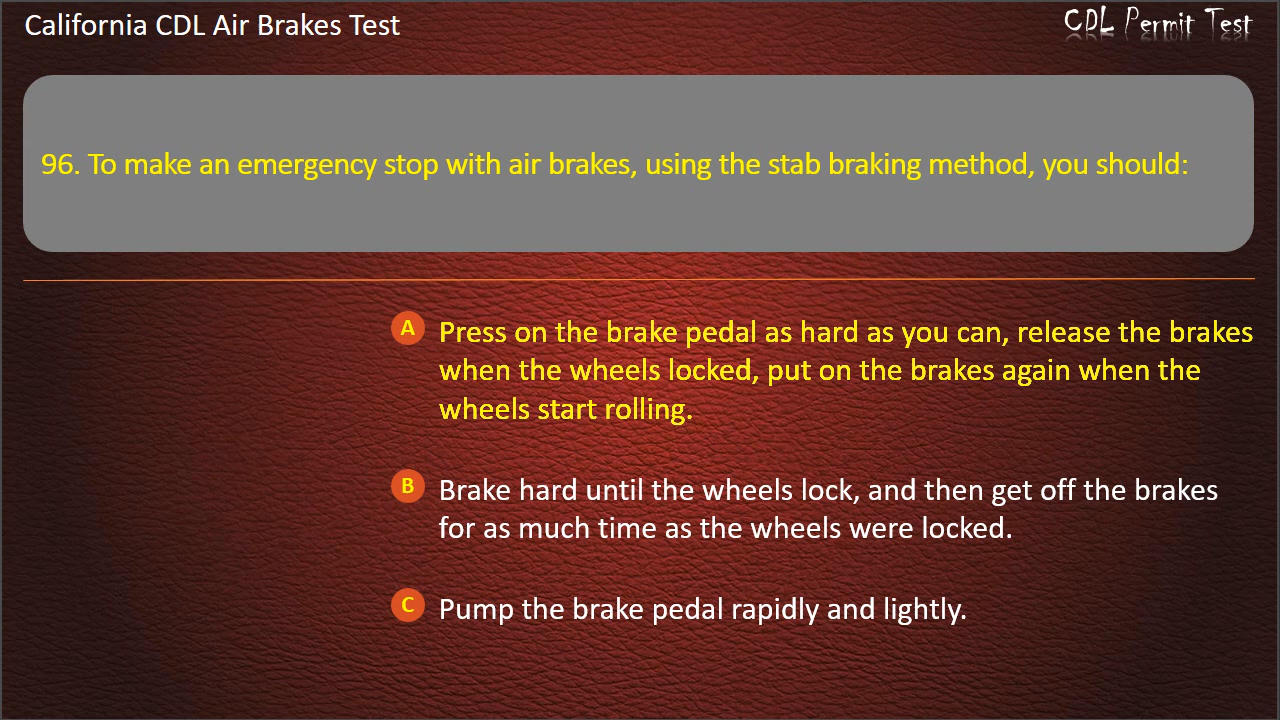 California CDL Air Brakes Test
CDL Permit Test
96. To make an emergency stop with air brakes, using the stab braking method, you should:
A Press on the brake pedal as hard as you can, release the brakes
when the wheels locked, put on the brakes again when the
wheels start rolling.
B Brake hard until the wheels lock, and then get off the brakes
for as much time as the wheels were locked.
C Pump the brake pedal rapidly and lightly.